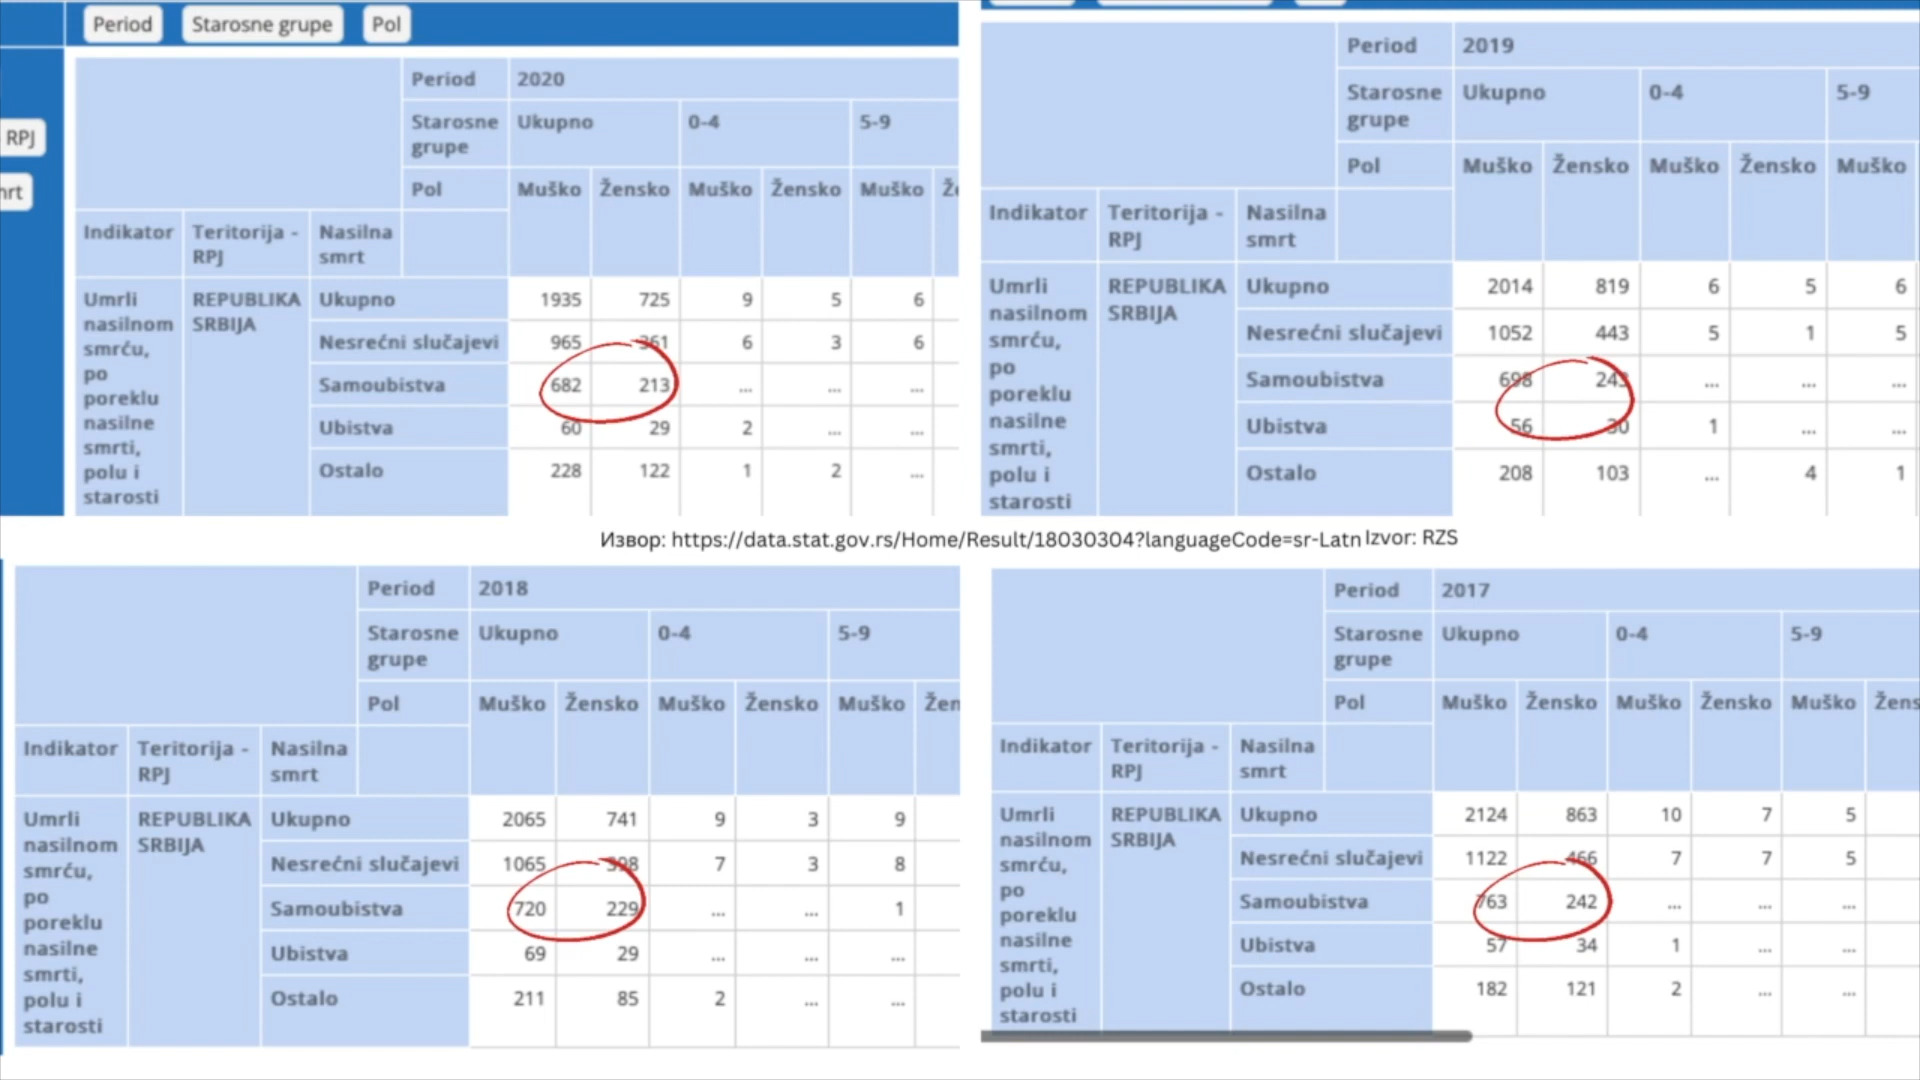 Period Starosne grupe Pol
RPJ
Period 2020
Starosne grupe Ukupno 0-4 5-9
Pol Muško Žensko Muško Žensko Muško
Indikator Teritorija - RPJ Nasilna smrt
Umrli nasilnom smrću, po poreklu nasilne smrti, polu i starosti
REPUBLIKA SRBIJA
Ukupno 1935 725 9 5 6
Nesrećni slučajevi 965 361 6 3 6
Samoubistva 682 213 ... ... ...
Ubistva 60 29 2 ... ...
Ostalo 228 122 1 2 ...
Period 2019
Starosne grupe Ukupno 0-4 5-9
Pol Muško Žensko Muško Žensko Muško
Indikator Teritorija - RPJ Nasilna smrt
Umrli nasilnom smrću, po poreklu nasilne smrti, polu i starosti
REPUBLIKA SRBIJA
Ukupno 2014 819 6 5 6
Nesrećni slučajevi 1052 443 5 1 5
Samoubistva 698 243 ... ... ...
Ubistva 56 30 1 ... ...
Ostalo 208 103 ... 4 1
Извор: https://data.stat.gov.rs/Home/Result/18030304?languageCode=sr-Latn Izvor: RZS
Period 2018
Starosne grupe Ukupno 0-4 5-9
Pol Muško Žensko Muško Žensko Muško Žen
Indikator Teritorija - RPJ Nasilna smrt
Umrli nasilnom smrću, po poreklu nasilne smrti, polu i starosti
REPUBLIKA SRBIJA
Ukupno 2065 741 9 3 9
Nesrećni slučajevi 1065 398 7 3 8
Samoubistva 720 229 ... ... 1
Ubistva 69 29 ... ... ...
Ostalo 211 85 2 ... ...
Period 2017
Starosne grupe Ukupno 0-4 5-9
Pol Muško Žensko Muško Žensko Muško Žens
Indikator Teritorija - RPJ Nasilna smrt
Umrli nasilnom smrću, po poreklu nasilne smrti, polu i starosti
REPUBLIKA SRBIJA
Ukupno 2124 863 10 7 5
Nesrećni slučajevi 1122 466 7 7 5
Samoubistva 763 242 ... ... ...
Ubistva 57 34 1 ... ...
Ostalo 182 121 2 ... ...